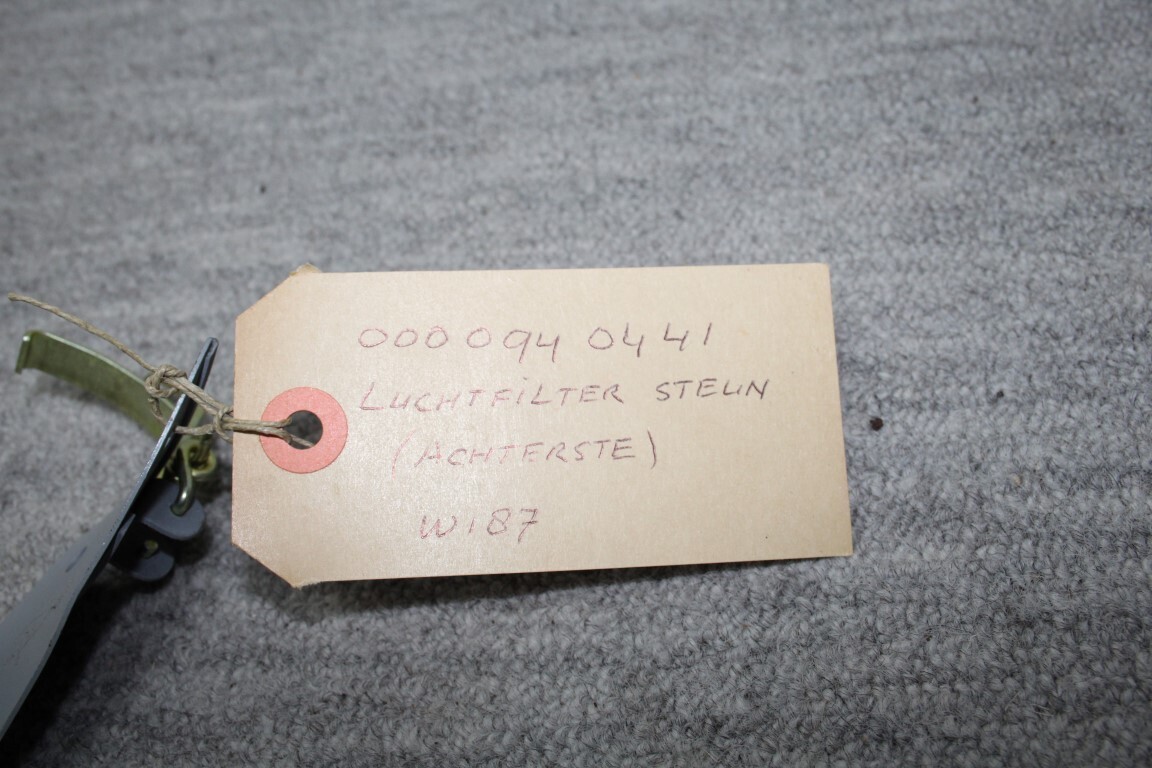 000 094 04 41
LUCHTFILTER STEUN
(ACHTERSTE)
W187